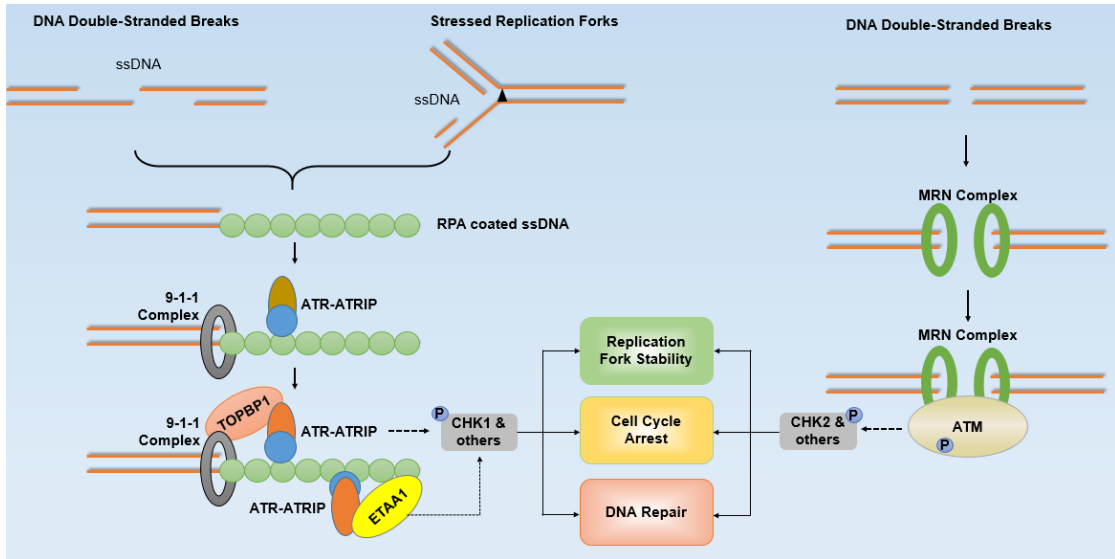 DNA Double-Stranded Breaks
Stressed Replication Forks
DNA Double-Stranded Breaks
ssDNA
ssDNA
RPA coated ssDNA
MRN Complex
9-1-1
Complex
ATR-ATRIP
Replication
Fork Stability
MRN Complex
TOPBP1
9-1-1
Complex
ATR-ATRIP
P
CHK1 &
others
Cell Cycle
Arrest
CHK2 &
others
P
ATM
P
ATR-ATRIP
ETAA1
DNA Repair